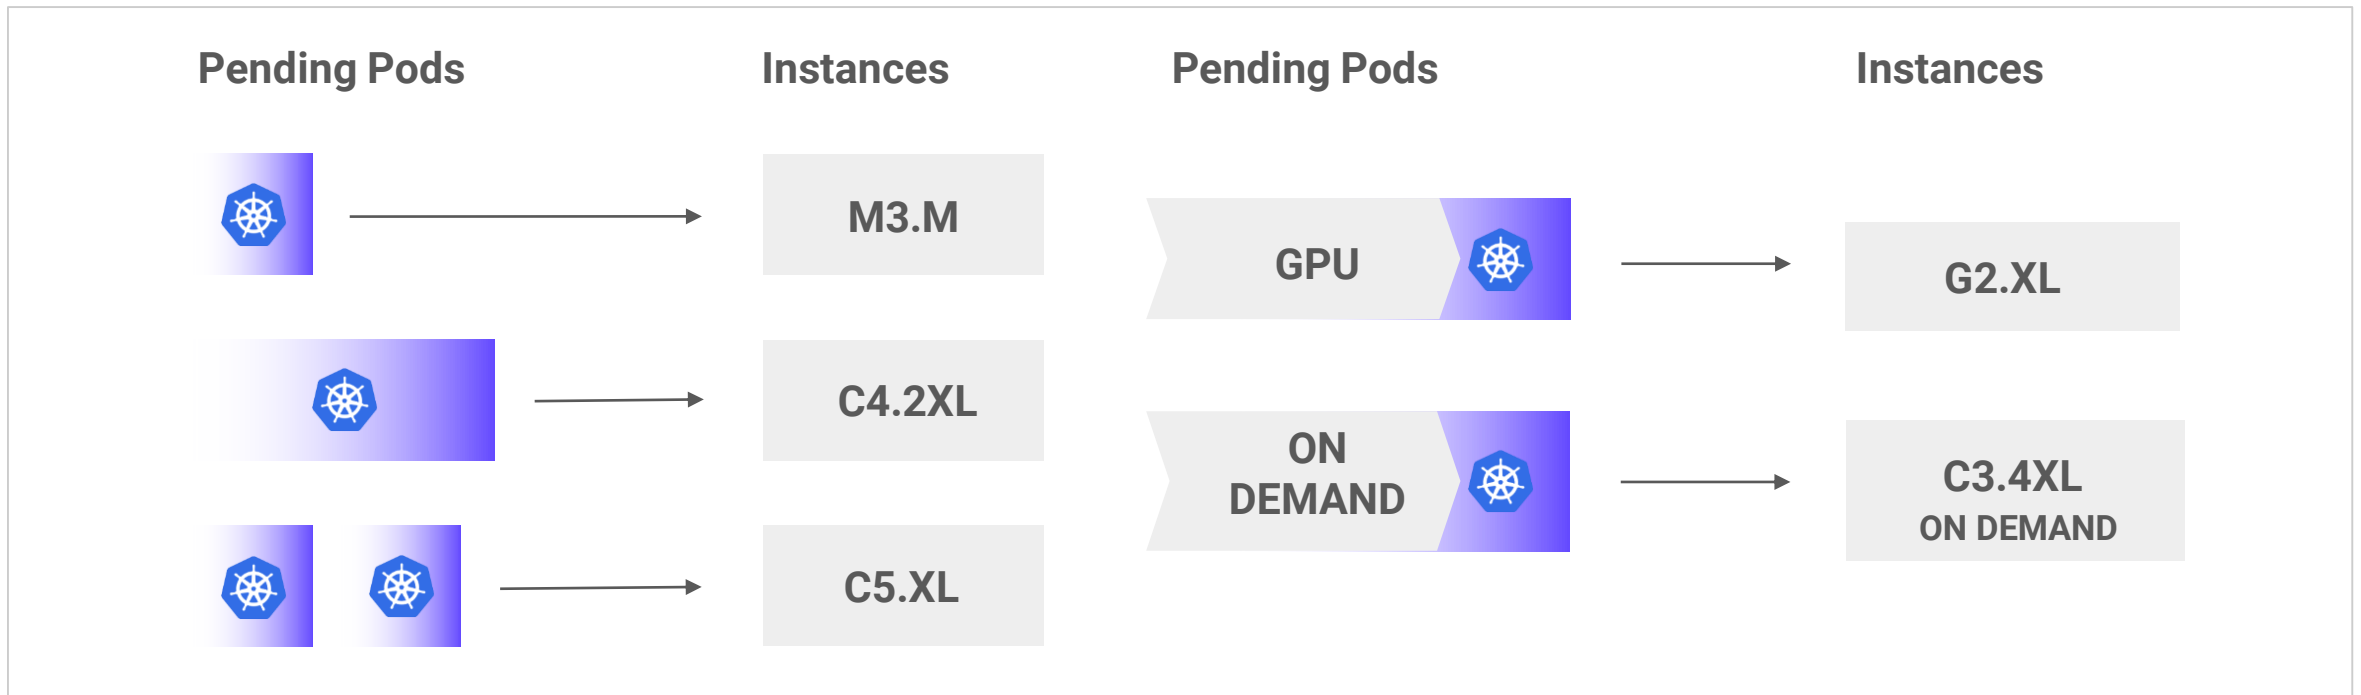 Pending Pods
Instances
M3.M
C4.2XL
C5.XL
Pending Pods
Instances
GPU
G2.XL
ON
DEMAND
C3.4XL
ON DEMAND